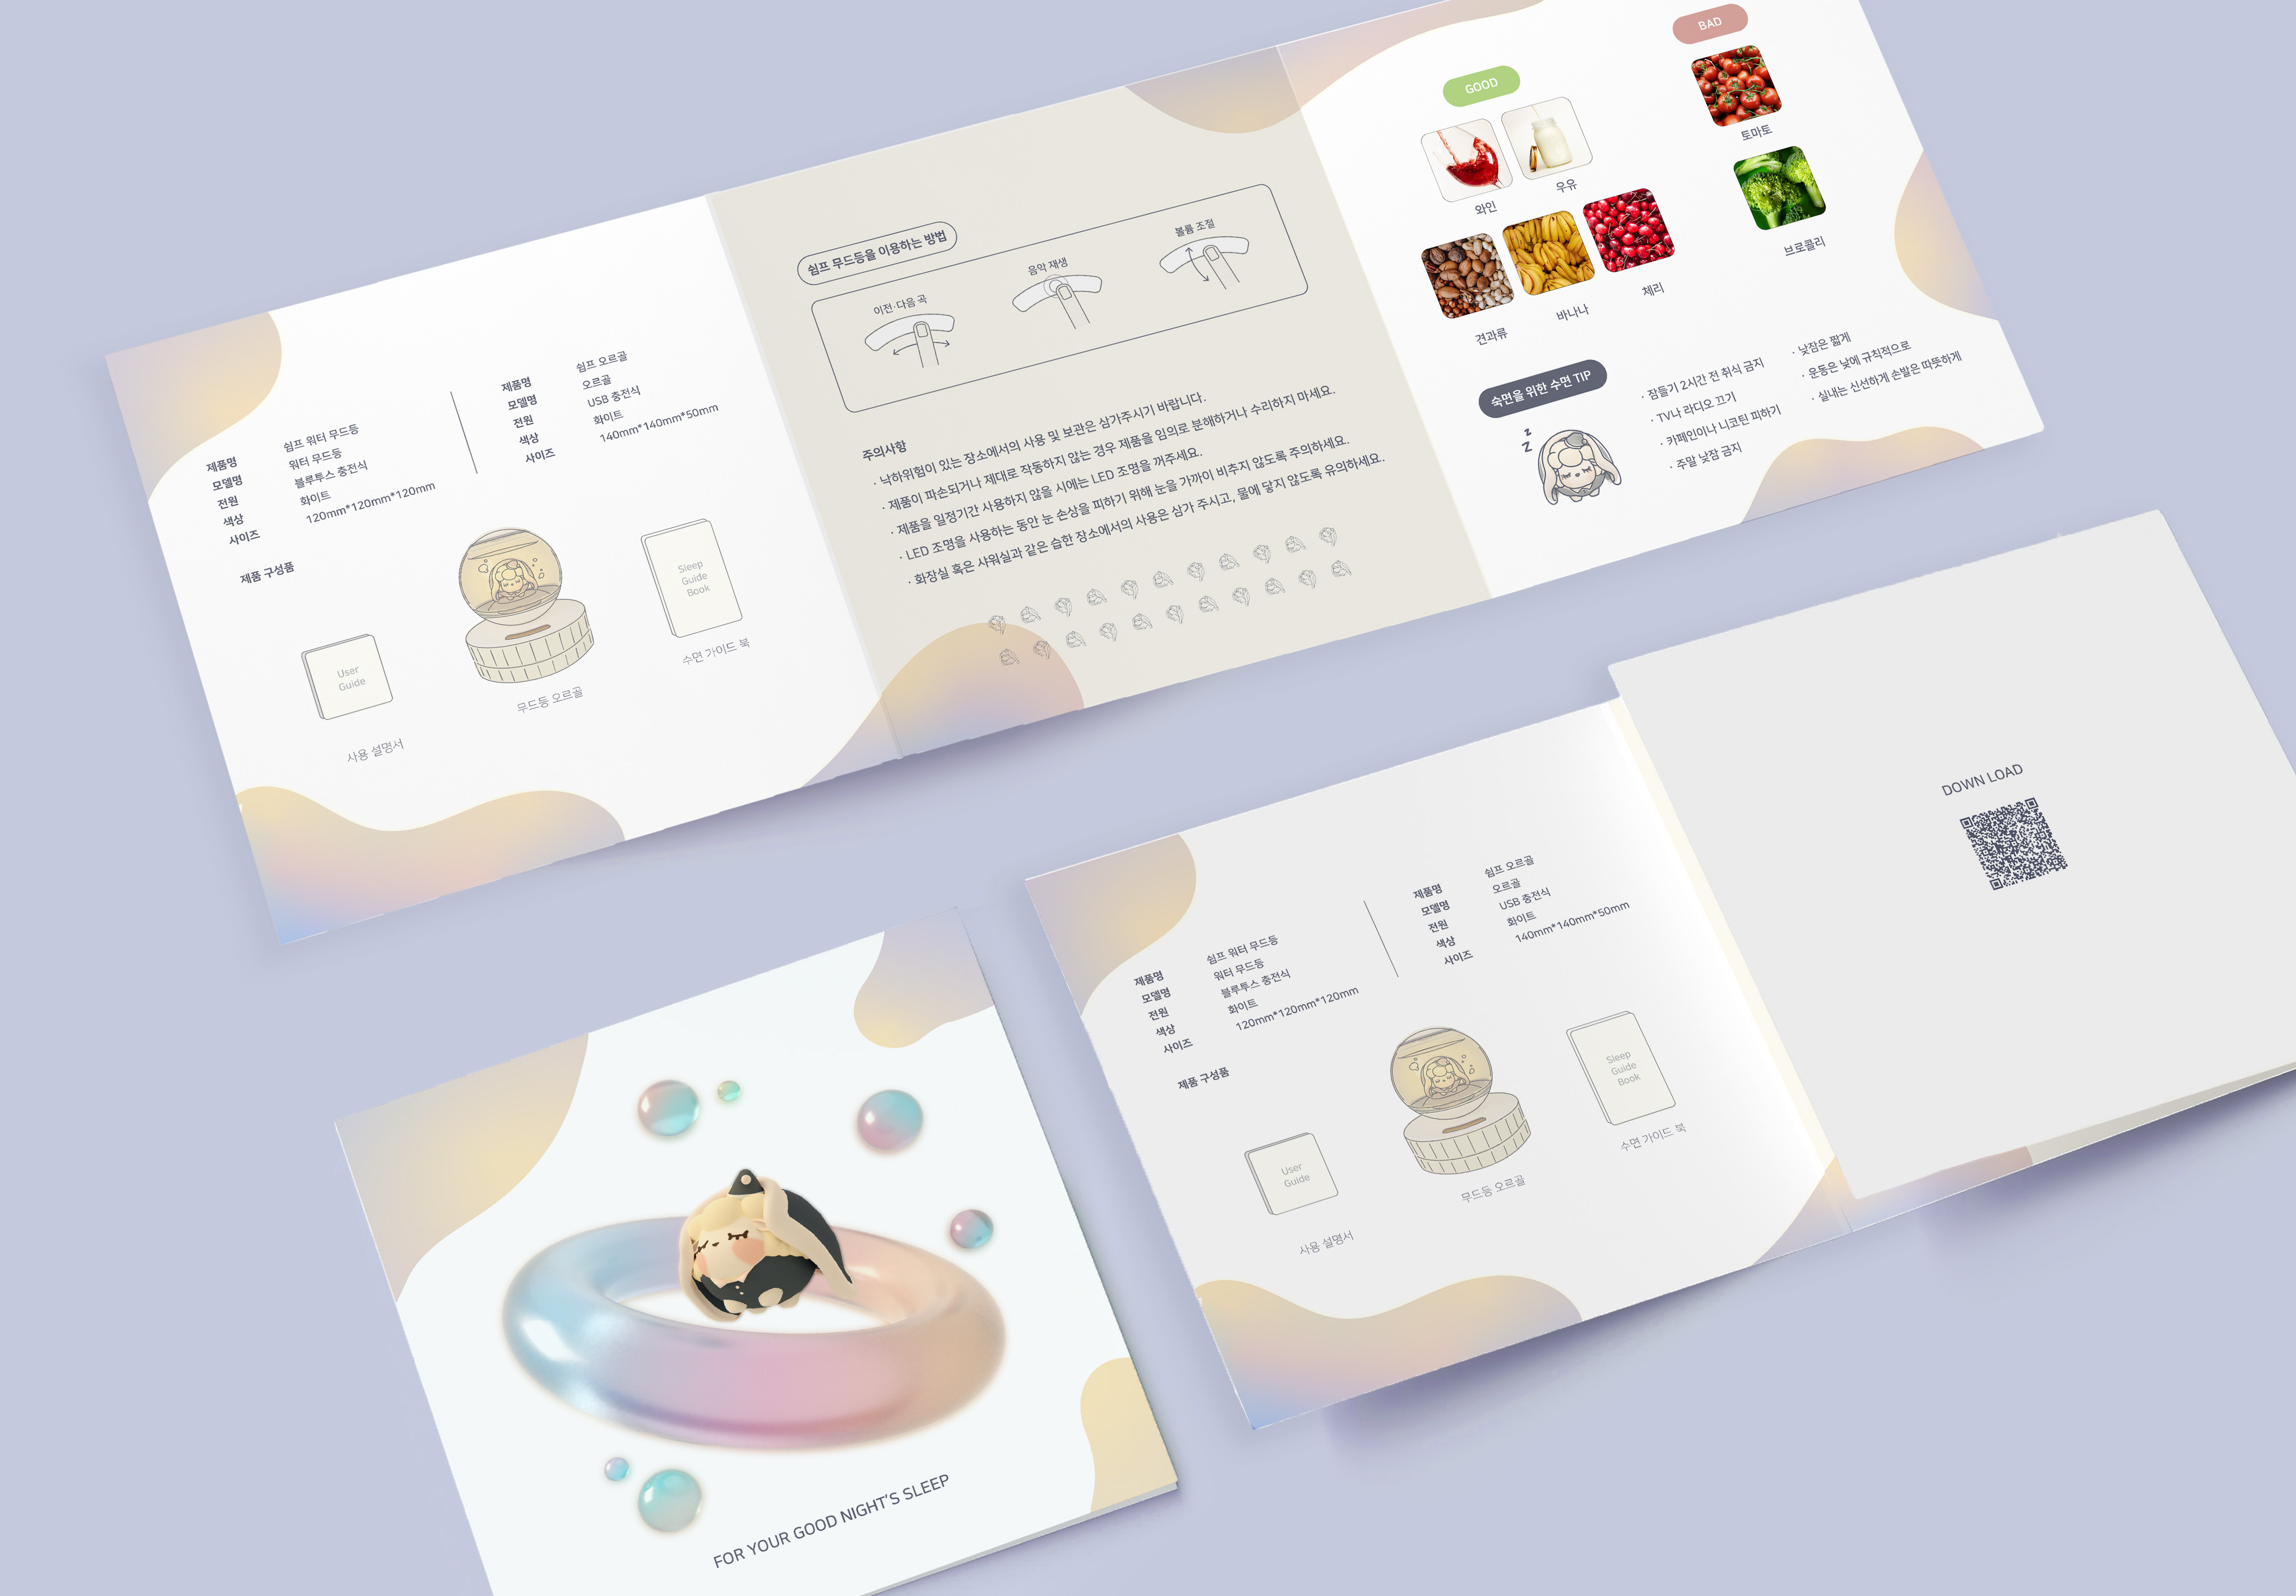 제품명 쉼프 워터 무드등
모델명 워터 무드등
전원 블루투스 충전식
색상 화이트
사이즈 120mm*120mm*120mm
제품명 쉼프 오르골
모델명 오르골
전원 USB 충전식
색상 화이트
사이즈 140mm*140mm*50mm
제품 구성품
User
Guide
사용 설명서
무드등 오르골
Sleep
Guide
Book
수면 가이드 북
쉼프 무드등을 이용하는 방법
이전·다음 곡
음악 재생
볼륨 조절
주의사항
· 낙하위험이 있는 장소에서의 사용 및 보관은 삼가주시기 바랍니다.
· 제품이 파손되거나 제대로 작동하지 않는 경우 제품을 임의로 분해하거나 수리하지 마세요.
· 제품을 일정기간 사용하지 않을 시에는 LED 조명을 꺼주세요.
· LED 조명을 사용하는 동안 눈 손상을 피하기 위해 눈을 가까이 비추지 않도록 주의하세요.
· 화장실 혹은 샤워실과 같은 습한 장소에서의 사용은 삼가 주시고, 물에 닿지 않도록 유의하세요.
GOOD
와인
우유
견과류
바나나
체리
BAD
토마토
브로콜리
숙면을 위한 수면 TIP
z
z
· 잠들기 2시간 전 취식 금지
· TV나 라디오 끄기
· 카페인이나 니코틴 피하기
· 주말 낮잠 금지
· 낮잠은 짧게
· 운동은 낮에 규칙적으로
· 실내는 신선하게 손발은 따뜻하게
제품명 쉼프 워터 무드등
모델명 워터 무드등
전원 블루투스 충전식
색상 화이트
사이즈 120mm*120mm*120mm
제품명 쉼프 오르골
모델명 오르골
전원 USB 충전식
색상 화이트
사이즈 140mm*140mm*50mm
제품 구성품
User
Guide
사용 설명서
무드등 오르골
Sleep
Guide
Book
수면 가이드 북
DOWN LOAD
FOR YOUR GOOD NIGHT'S SLEEP